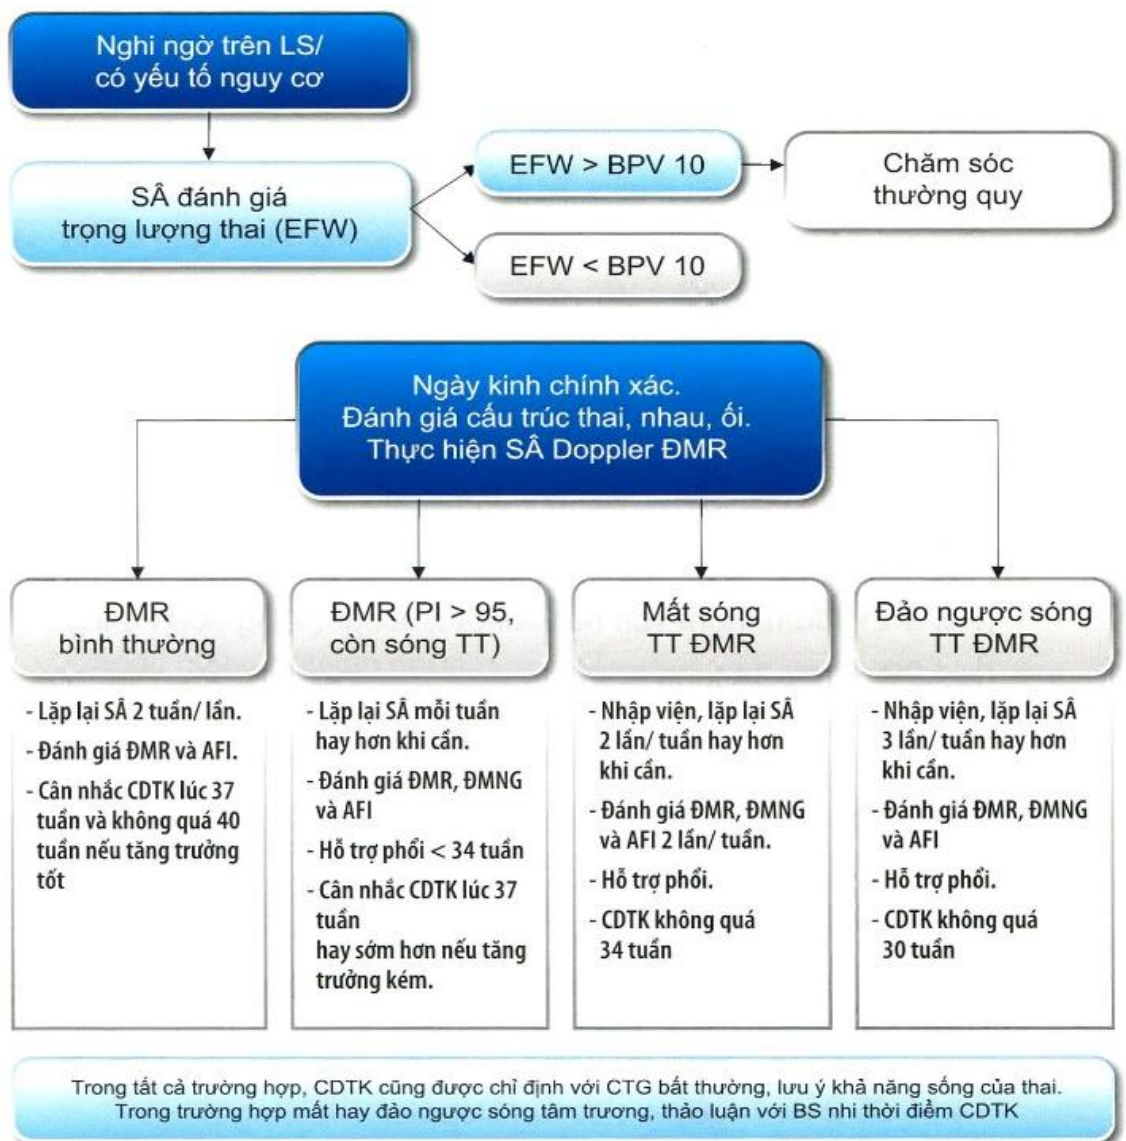 Nghi ngờ trên LS/
có yếu tố nguy cơ
SÂ đánh giá
trọng lượng thai (EFW)
EFW > BPV 10
Chăm sóc
thường quy
EFW < BPV 10
Ngày kinh chính xác.
Đánh giá cấu trúc thai, nhau, ối.
Thực hiện SÂ Doppler ĐMR
ĐMR
bình thường
- Lặp lại SÂ 2 tuần/ lần.
- Đánh giá ĐMR và AFI.
- Cân nhắc CDTK lúc 37
tuần và không quá 40
tuần nếu tăng trưởng
tốt
ĐMR (PI > 95,
còn sóng TT)
- Lặp lại SÂ mỗi tuần
hay hơn khi cần.
- Đánh giá ĐMR, ĐMNG
và AFI
- Hỗ trợ phổi < 34 tuần
- Cân nhắc CDTK lúc 37
tuần
hay sớm hơn nếu tăng
trưởng kém.
Mất sóng
TT ĐMR
- Nhập viện, lặp lại SÂ
2 lần/ tuần hay hơn
khi cần.
- Đánh giá ĐMR, ĐMNG
và AFI 2 lần/ tuần.
- Hỗ trợ phổi.
- CDTK không quá
34 tuần
Đảo ngược sóng
TT ĐMR
- Nhập viện, lặp lại SÂ
3 lần/ tuần hay hơn
khi cần.
- Đánh giá ĐMR, ĐMNG
và AFI
- Hỗ trợ phổi.
- CDTK không quá
30 tuần
Trong tất cả trường hợp, CDTK cũng được chỉ định với CTG bất thường, lưu ý khả năng sống của thai.
Trong trường hợp mất hay đảo ngược sóng tâm trương, thảo luận với BS nhi thời điểm CDTK